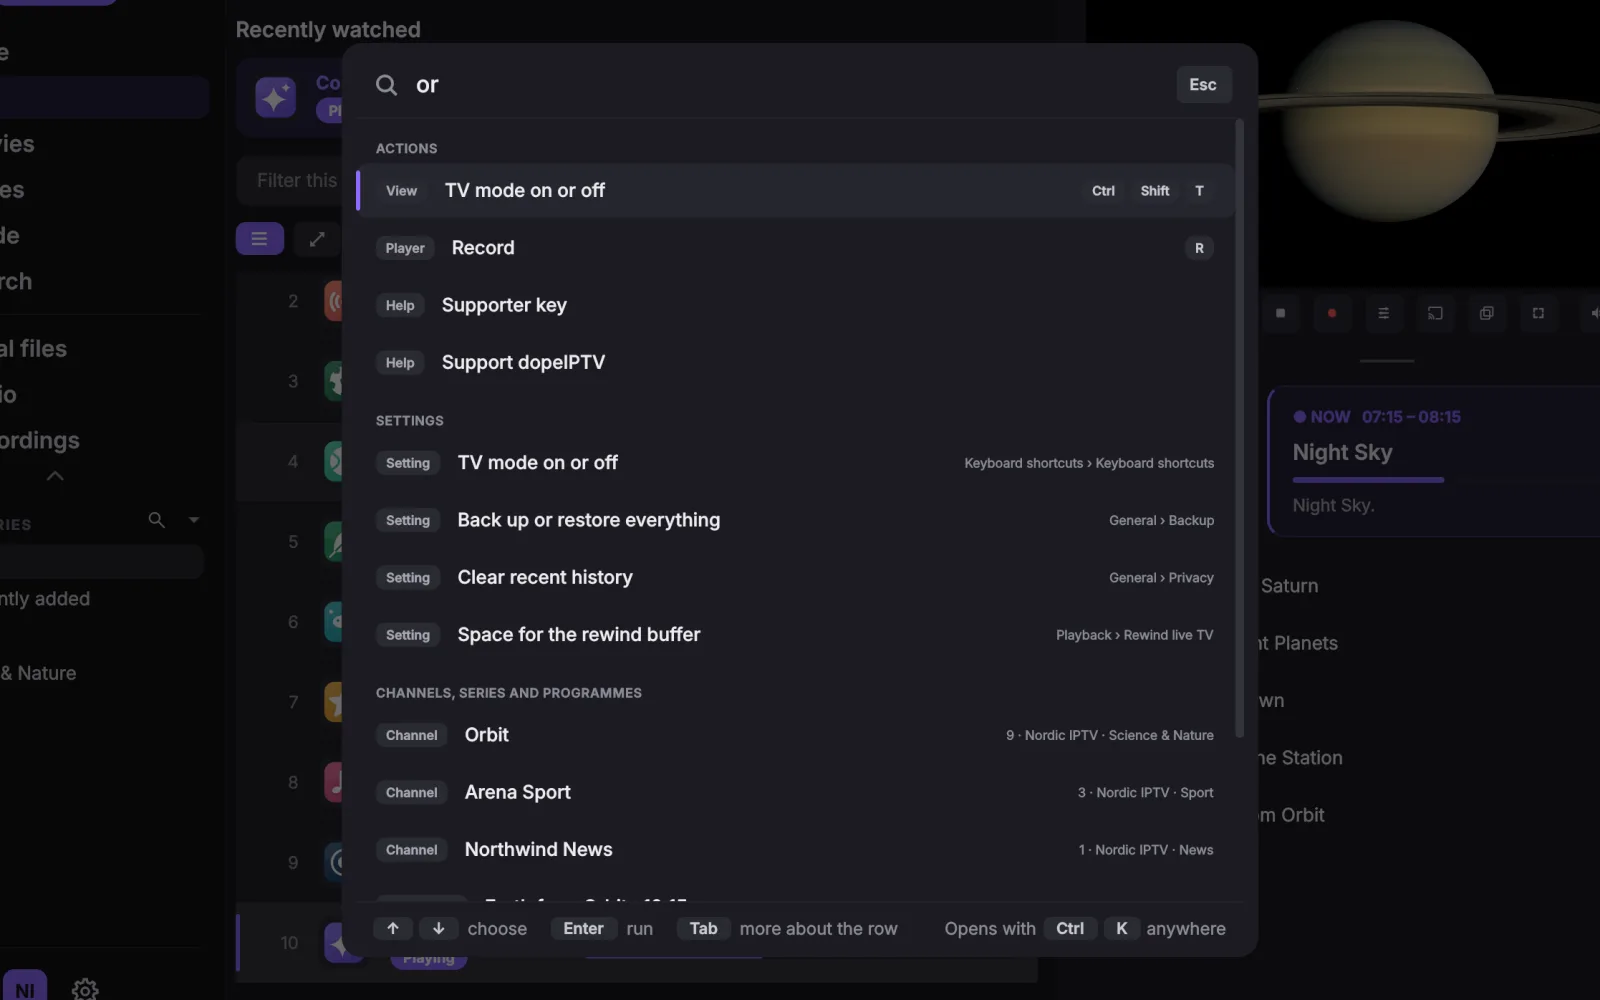 Recently watched
or
Esc
ACTIONS
View TV mode on or off Ctrl Shift T
Player Record R
Help Supporter key
Help Support dopeIPTV
SETTINGS
Setting TV mode on or off Keyboard shortcuts › Keyboard shortcuts
Setting Back up or restore everything General › Backup
Setting Clear recent history General › Privacy
Setting Space for the rewind buffer Playback › Rewind live TV
CHANNELS, SERIES AND PROGRAMMES
Channel Orbit 9 · Nordic IPTV · Science & Nature
Channel Arena Sport 3 · Nordic IPTV · Sport
Channel Northwind News 1 · Nordic IPTV · News
↑ ↓ choose Enter run Tab more about the row Opens with Ctrl K anywhere
Filter this
2
3
4
5
6
7
8
9
10
Playing
& Nature
NI
NOW 07:15 – 08:15
Night Sky
Night Sky.
Saturn
Planets
Station
Orbit